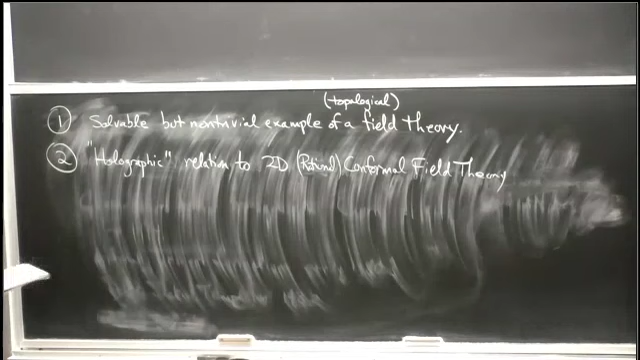 (topological)
① Solvable but nontrivial example of a field theory.
② "Holographic" relation to 2D (Rational) Conformal Field Theory